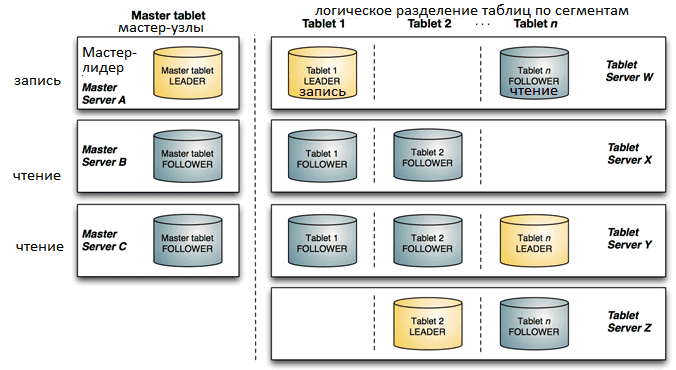 логическое разделение таблиц по сегментам
Master tablet
мастер-узлы
Tablet 1
Tablet 2
. . .
Tablet n
запись
Мастер-
лидер
Master
Server A
Master tablet
LEADER
Tablet 1
LEADER
запись
Tablet n
FOLLOWER
чтение
Tablet
Server W
чтение
Master
Server B
Master tablet
FOLLOWER
Tablet 1
FOLLOWER
Tablet 2
FOLLOWER
Tablet
Server X
чтение
Master
Server C
Master tablet
FOLLOWER
Tablet 1
FOLLOWER
Tablet 2
FOLLOWER
Tablet n
LEADER
Tablet
Server Y
Tablet 2
LEADER
Tablet n
FOLLOWER
Tablet
Server Z